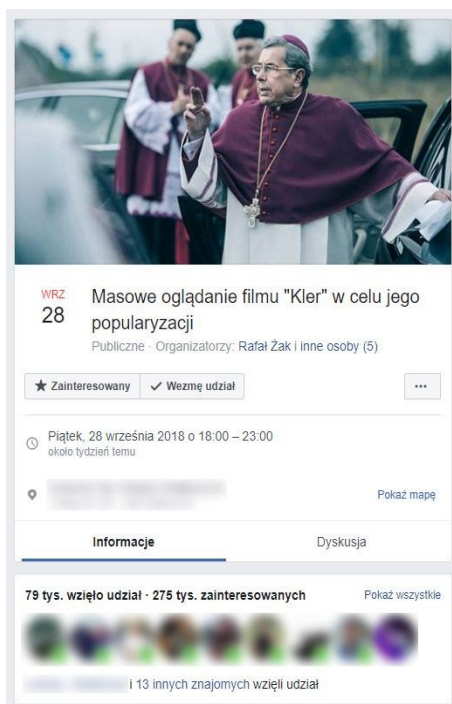 WRZ
28
Masowe oglądanie filmu "Kler" w celu jego
popularyzacji
Publiczne · Organizatorzy: Rafał Żak i inne osoby (5)
Zainteresowany
Wezmę udział
...
Piątek, 28 września 2018 o 18:00 – 23:00
około tydzień temu
Pokaż mapę
Informacje
Dyskusja
79 tys. wzięło udział · 275 tys. zainteresowanych
Pokaż wszystkie
i 13 innych znajomych wzięli udział